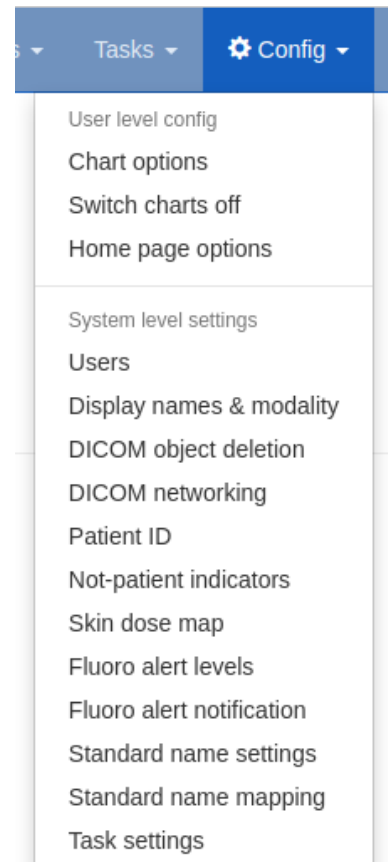 Tasks Config
User level config
Chart options
Switch charts off
Home page options
System level settings
Users
Display names & modality
DICOM object deletion
DICOM networking
Patient ID
Not-patient indicators
Skin dose map
Fluoro alert levels
Fluoro alert notification
Standard name settings
Standard name mapping
Task settings